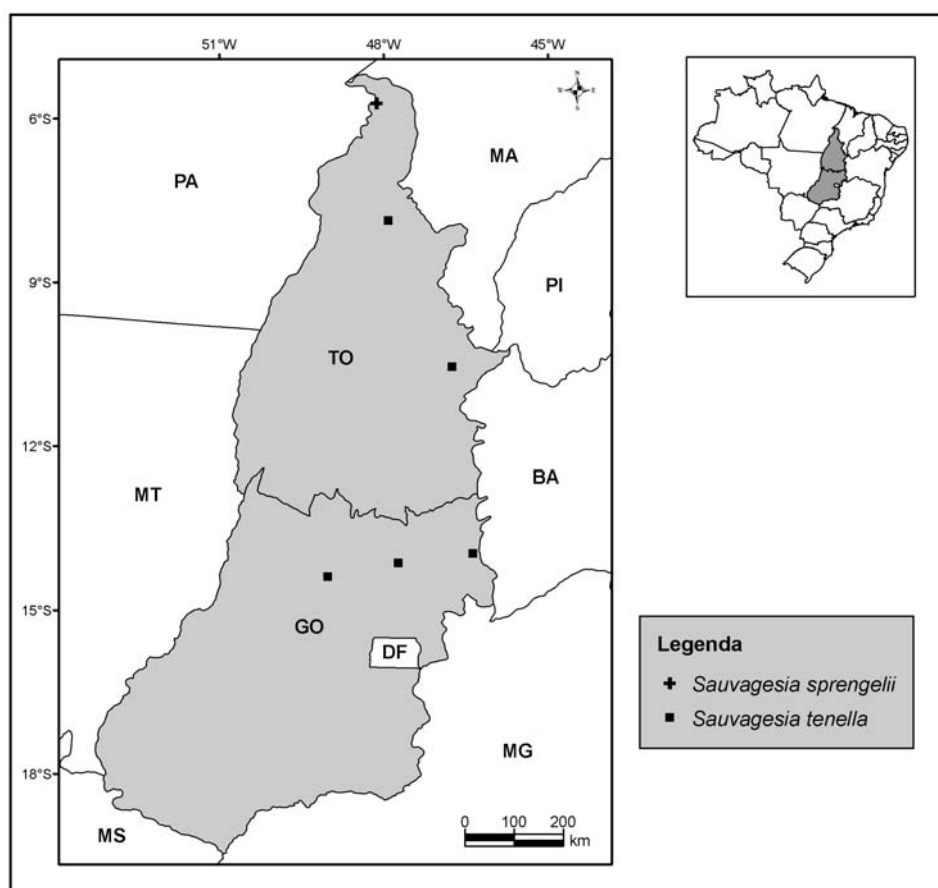 51°W 48°W 45°W
6°S
9°S
12°S
15°S
18°S
N
W E
S
PA
MA
PI
TO
BA
MT
GO
DF
MG
MS
0 100 200
km
Legenda
Sauvagesia sprengelii
Sauvagesia tenella